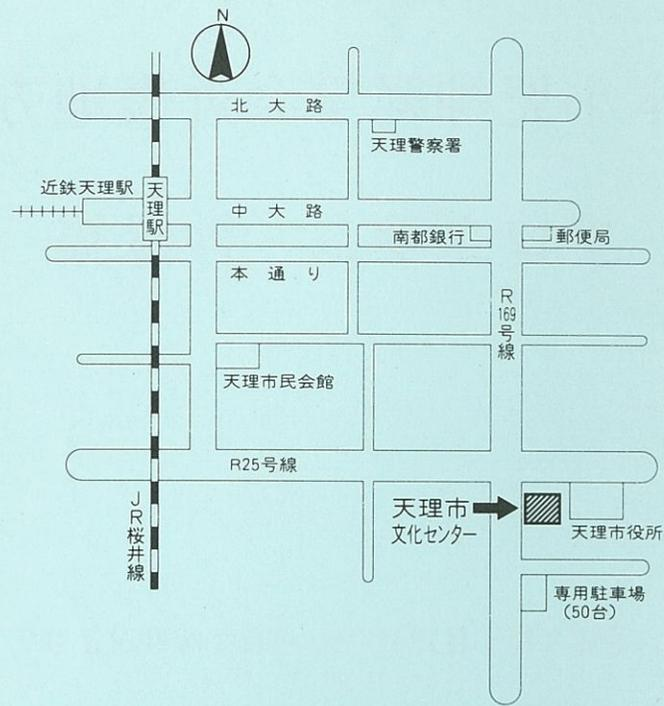 N
北大路
天理警察署
近鉄天理駅
天理駅
中大路
南都銀行
郵便局
本通り
R169号線
天理市民会館
R25号線
JR桜井線
天理市
文化センター
天理市役所
専用駐車場
(50台)